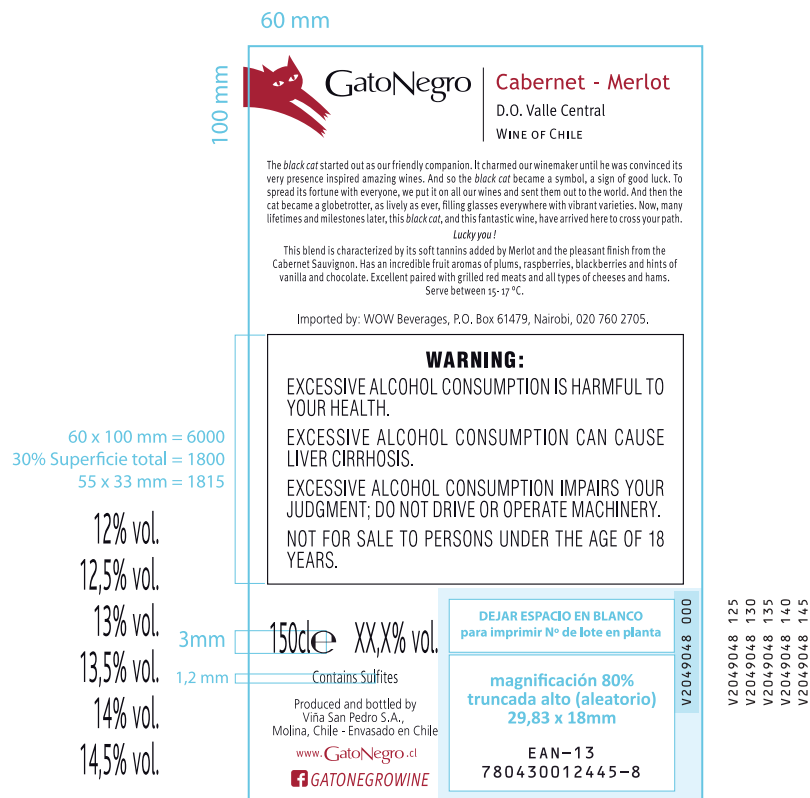 60 mm
100 mm
GatoNegro
Cabernet - Merlot
D.O. Valle Central
WINE OF CHILE
The black cat started out as our friendly companion. It charmed our winemaker until he was convinced its
very presence inspired amazing wines. And so the black cat became a symbol, a sign of good luck. To
spread its fortune with everyone, we put it on all our wines and sent them out to the world. And then the
cat became a globetrotter, as lively as ever, filling glasses everywhere with vibrant varieties. Now, many
lifetimes and milestones later, this black cat, and this fantastic wine, have arrived here to cross your path.
Lucky you !
This blend is characterized by its soft tannins added by Merlot and the pleasant finish from the
Cabernet Sauvignon. Has an incredible fruit aromas of plums, raspberries, blackberries and hints of
vanilla and chocolate. Excellent paired with grilled red meats and all types of cheeses and hams.
Serve between 15- 17 ºC.
Imported by: WOW Beverages, P.O. Box 61479, Nairobi, 020 760 2705.
WARNING:
EXCESSIVE ALCOHOL CONSUMPTION IS HARMFUL TO
YOUR HEALTH.
EXCESSIVE ALCOHOL CONSUMPTION CAN CAUSE
LIVER CIRRHOSIS.
EXCESSIVE ALCOHOL CONSUMPTION IMPAIRS YOUR
JUDGMENT; DO NOT DRIVE OR OPERATE MACHINERY.
NOT FOR SALE TO PERSONS UNDER THE AGE OF 18
YEARS.
60 x 100 mm = 6000
30% Superficie total = 1800
55 x 33 mm = 1815
12% vol.
12,5% vol.
13% vol.
13,5% vol.
14% vol.
14,5% vol.
3mm
1,2 mm
150cl℮ XX,X% vol.
Contains Sulfites
Produced and bottled by
Viña San Pedro S.A.,
Molina, Chile - Envasado en Chile
www.GatoNegro.cl
GATONEGROWINE
DEJAR ESPACIO EN BLANCO
para imprimir Nº de lote en planta
magnificación 80%
truncada alto (aleatorio)
29,83 x 18mm
EAN-13
780430012445-8
V2049048 000
V2049048 125
V2049048 130
V2049048 135
V2049048 140
V2049048 145